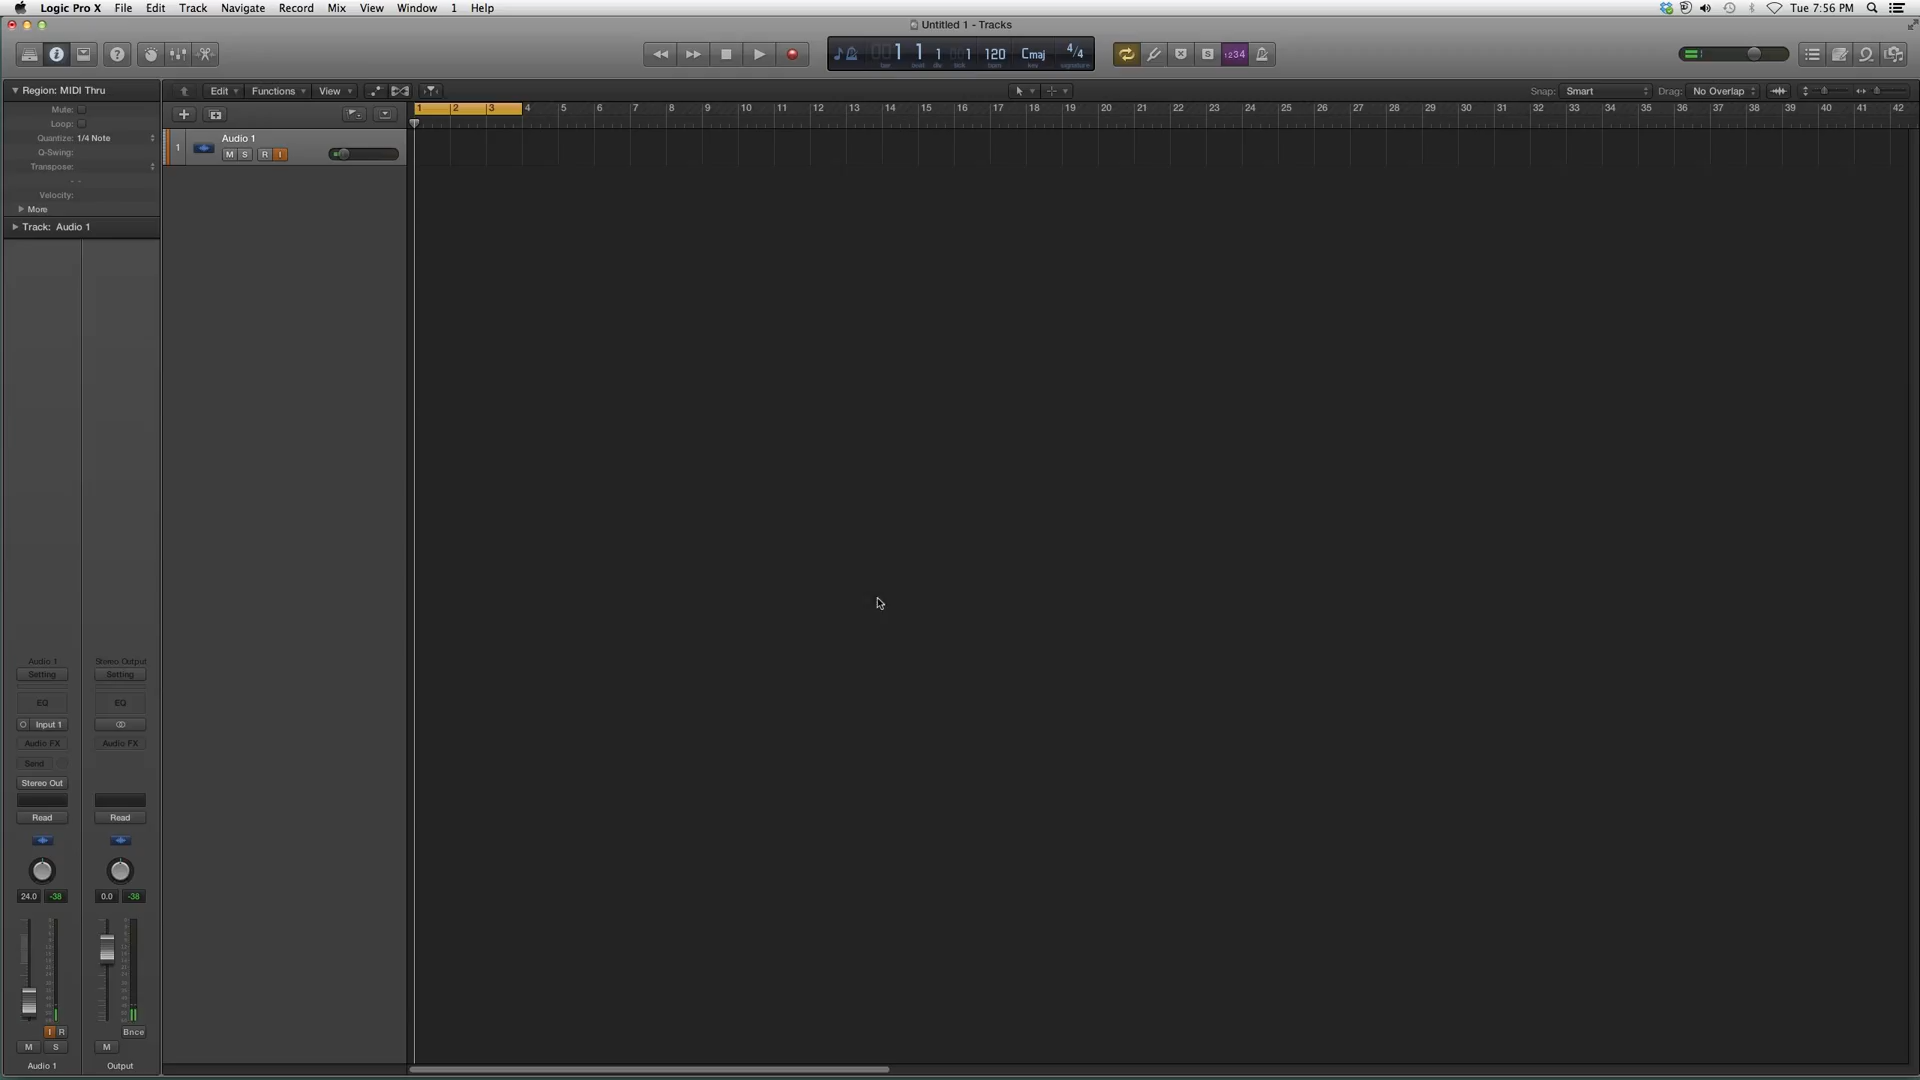 Logic Pro X File Edit Track Navigate Record Mix View Window 1 Help Tue 7:56 PM
Untitled 1 - Tracks
1 1 1 1 120 Cmaj 4/4
1234
Region: MIDI Thru
Edit Functions View Snap: Smart Drag: No Overlap
Mute:
Loop:
Quantize: 1/4 Note
Q-Swing:
Transpose:
- -
Velocity:
More
Track: Audio 1
1 2 3 4 5 6 7 8 9 10 11 12 13 14 15 16 17 18 19 20 21 22 23 24 25 26 27 28 29 30 31 32 33 34 35 36 37 38 39 40 41 42
1 Audio 1
M S R I
Audio 1 Stereo Output
Setting Setting
EQ EQ
Input 1
Audio FX Audio FX
Send
Stereo Out
Read Read
24.0 -38 0.0 -38
I R Bnce
M S M
Audio 1 Output